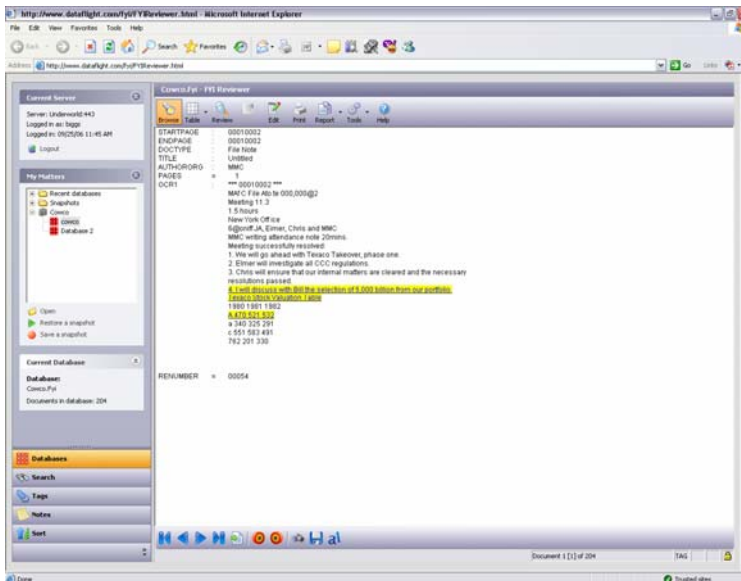 http://www.dataflight.com/fyi/FYIReviewer.html - Microsoft Internet Explorer
File Edit View Favorites Tools Help
Search Favorites
Address http://www.dataflight.com/fyi/FYIReviewer.html Go Links
Current Server
Server: Underworld:443
Logged in as: biggs
Logged in: 09/25/06 11:45 AM
Logout
My Matters
Recent databases
Snapshots
Cowco
cowco
Database 2
Open
Restore a snapshot
Save a snapshot
Current Database
Database:
Cowco.Fyi
Documents in database: 204
Databases
Search
Tags
Notes
Sort
Cowco.Fyi - FYI Reviewer
Browse Table Review Edit Print Report Tools Help
STARTPAGE : 00010002
ENDPAGE : 00010002
DOCTYPE : File Note
TITLE : Untitled
AUTHORORG : MMC
PAGES = 1
OCR1 : *** 00010002 ***
MATC File Ato te 000,000@2
Meeting 11.3
1.5 hours
New York Office
6@oniff.JA, Eimer, Chris and MMC
MMC writing attendance note 20mins.
Meeting successfully resolved:
1. We will go ahead with Texaco Takeover, phase one.
2. Elmer will investigate all CCC regulations.
3. Chris will ensure that our internal matters are cleared and the necessary
resolutions passed.
4. I will discuss with Bill the selection of 5,000 billion from our portfolio.
Texaco Stock Valuation Table
1980 1981 1982
A 470 521 532
a 340 325 291
c 551 583 491
762 201 330
RENUMBER = 00054
Document 1 [1] of 204 TAG
Done Trusted sites